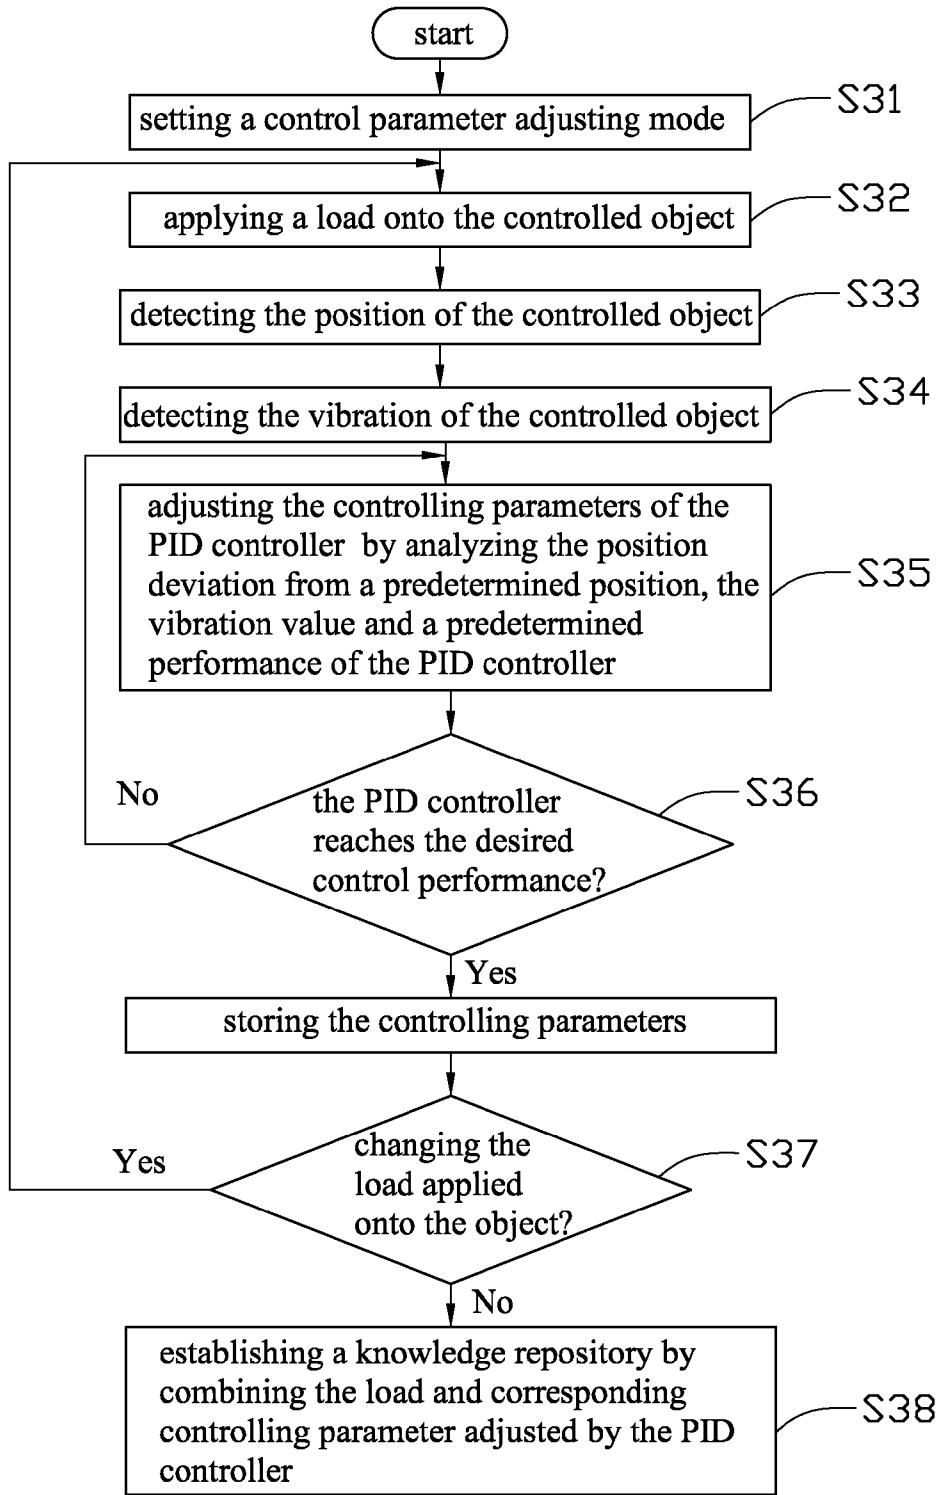 start
setting a control parameter adjusting mode
S31
applying a load onto the controlled object
S32
detecting the position of the controlled object
S33
detecting the vibration of the controlled object
S34
adjusting the controlling parameters of the
PID controller by analyzing the position
deviation from a predetermined position, the
vibration value and a predetermined
performance of the PID controller
S35
No
the PID controller
reaches the desired
control performance?
S36
Yes
storing the controlling parameters
Yes
changing the
load applied
onto the object?
S37
No
establishing a knowledge repository by
combining the load and corresponding
controlling parameter adjusted by the PID
controller
S38